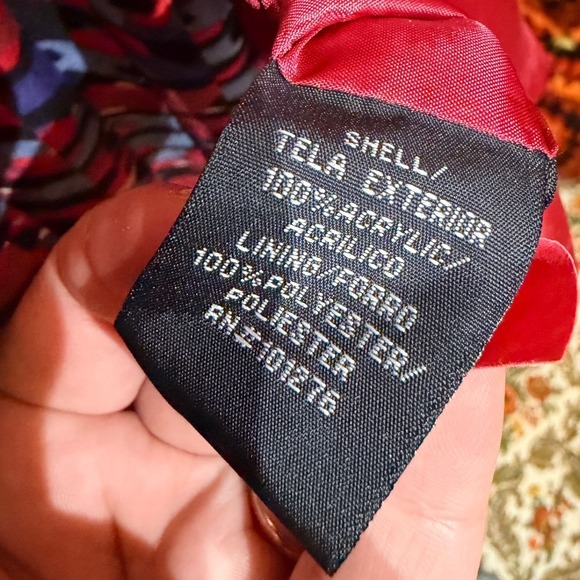 SHELL/
TELA EXTERIOR
100%ACRYLIC/
ACRILICO
LINING/FORRO
100%POLYESTER/
POLIESTER
RN#101276